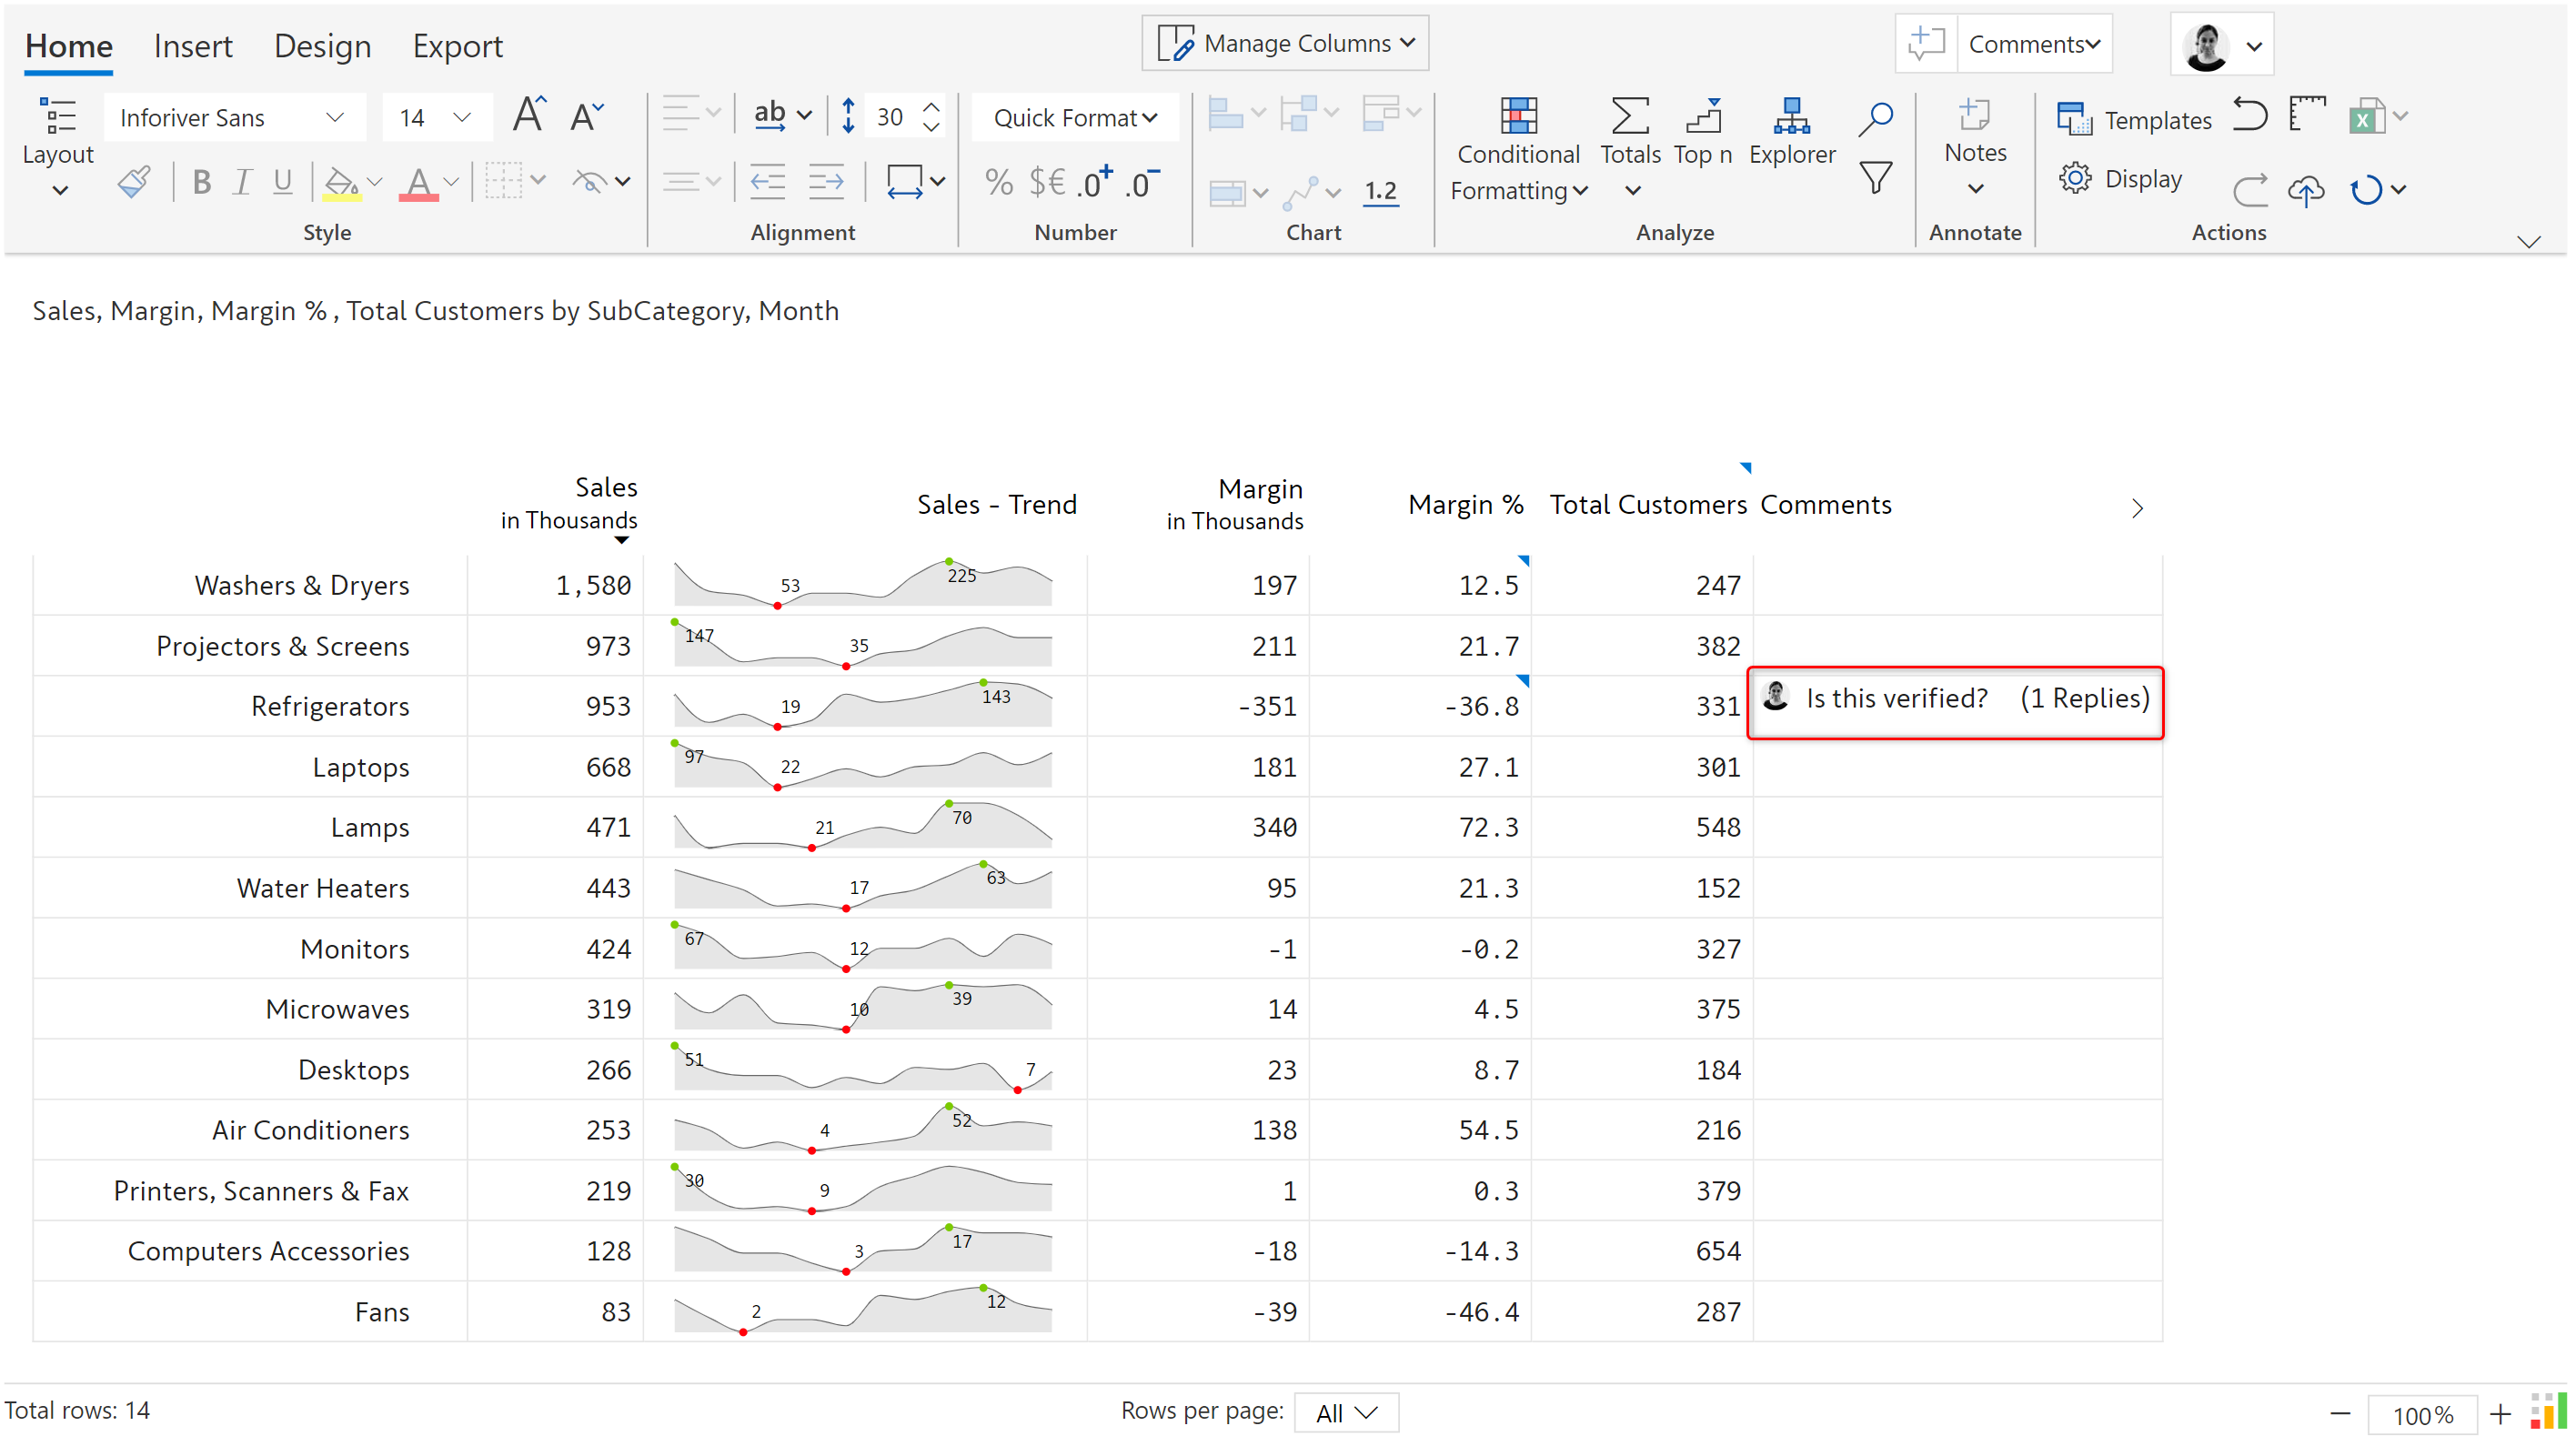 Home Insert Design Export Manage Columns Comments
Inforiver Sans 14 A A ab 30 Quick Format Conditional Formatting Totals Top n Explorer Notes Templates
Layout B I U A % $€ .0+ .0- 1.2 Display
Style Alignment Number Chart Analyze Annotate Actions
Sales, Margin, Margin %, Total Customers by SubCategory, Month
Sales in Thousands Sales - Trend Margin in Thousands Margin % Total Customers Comments
Washers & Dryers 1,580 53 225 197 12.5 247
Projectors & Screens 973 147 35 211 21.7 382
Refrigerators 953 19 143 -351 -36.8 331 Is this verified? (1 Replies)
Laptops 668 97 22 181 27.1 301
Lamps 471 21 70 340 72.3 548
Water Heaters 443 17 63 95 21.3 152
Monitors 424 67 12 -1 -0.2 327
Microwaves 319 10 39 14 4.5 375
Desktops 266 51 7 23 8.7 184
Air Conditioners 253 4 52 138 54.5 216
Printers, Scanners & Fax 219 30 9 1 0.3 379
Computers Accessories 128 3 17 -18 -14.3 654
Fans 83 2 12 -39 -46.4 287
Total rows: 14 Rows per page: All 100%